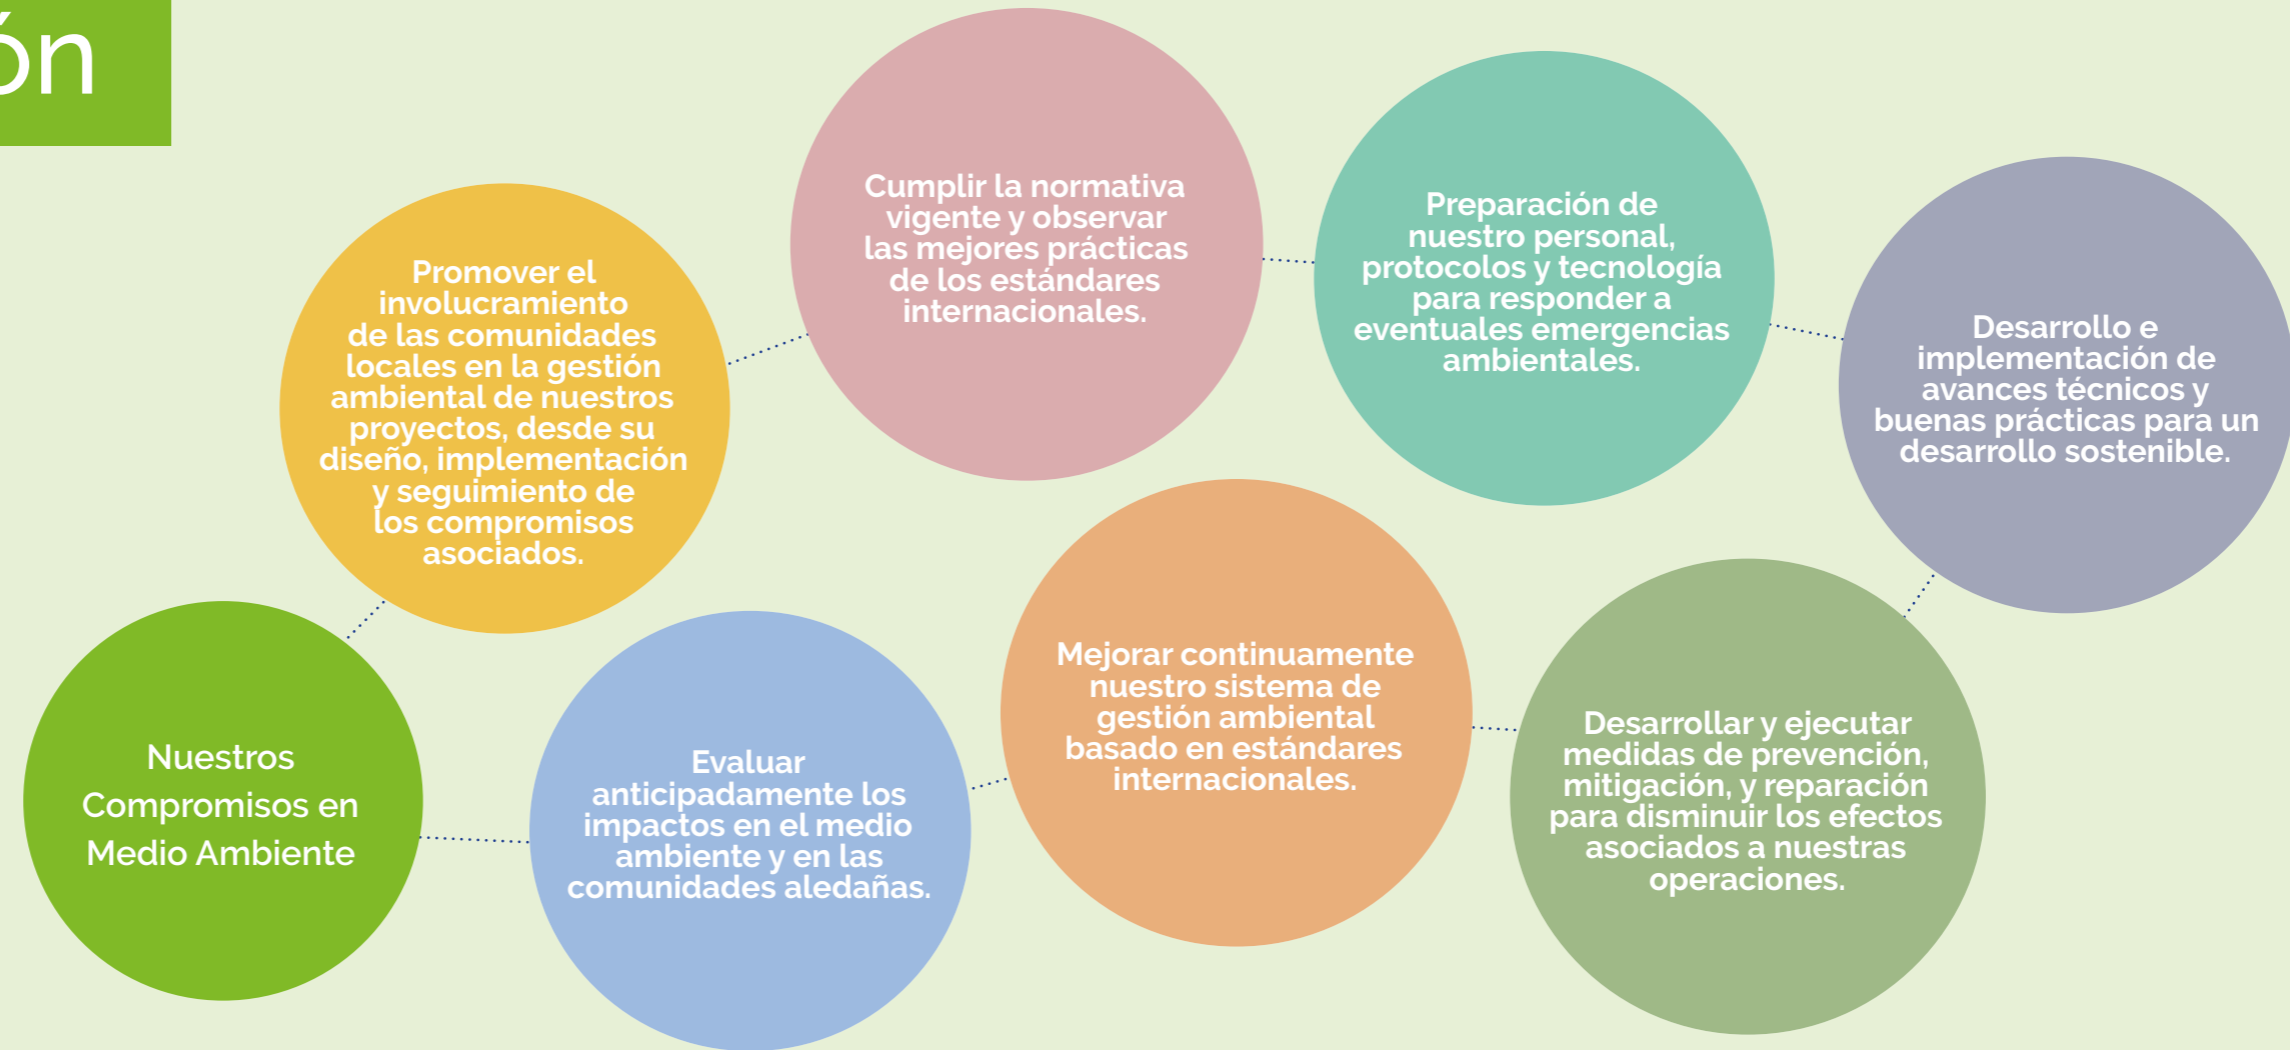 ón
Nuestros
Compromisos en
Medio Ambiente
Promover el
involucramiento
de las comunidades
locales en la gestión
ambiental de nuestros
proyectos, desde su
diseño, implementación
y seguimiento de
los compromisos
asociados.
Cumplir la normativa
vigente y observar
las mejores prácticas
de los estándares
internacionales.
Preparación de
nuestro personal,
protocolos y tecnología
para responder a
eventuales emergencias
ambientales.
Desarrollo e
implementación de
avances técnicos y
buenas prácticas para un
desarrollo sostenible.
Evaluar
anticipadamente los
impactos en el medio
ambiente y en las
comunidades aledañas.
Mejorar continuamente
nuestro sistema de
gestión ambiental
basado en estándares
internacionales.
Desarrollar y ejecutar
medidas de prevención,
mitigación, y reparación
para disminuir los efectos
asociados a nuestras
operaciones.